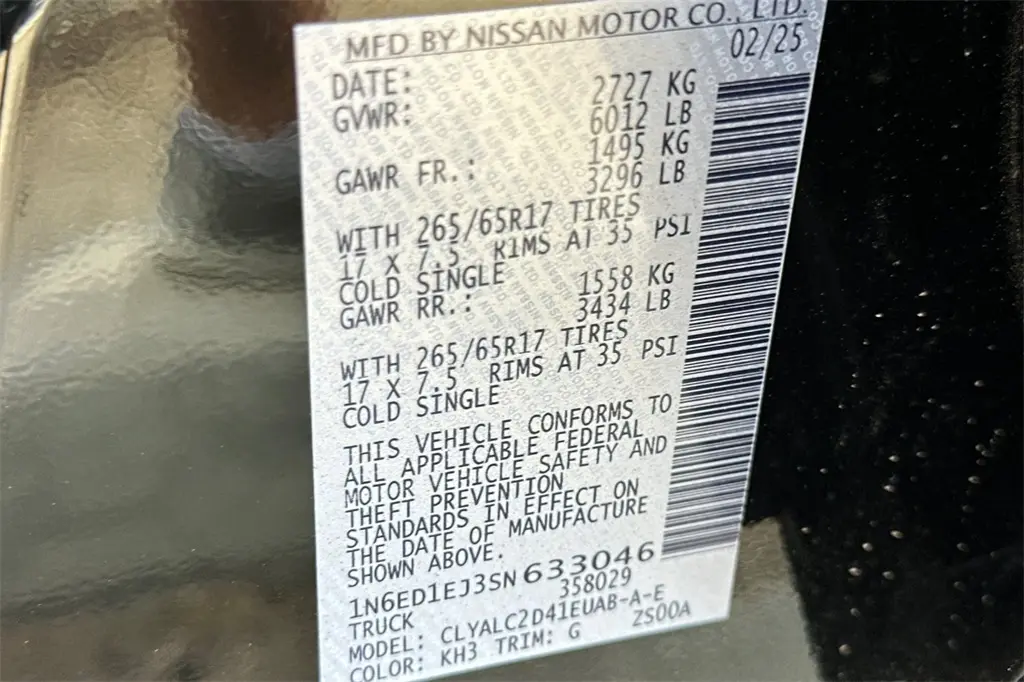 MFD BY NISSAN MOTOR CO., LTD.
DATE: 02/25
GVWR: 2727 KG
6012 LB
GAWR FR.: 1495 KG
3296 LB
WITH 265/65R17 TIRES
17 X 7.5 RIMS AT 35 PSI
COLD SINGLE
GAWR RR.: 1558 KG
3434 LB
WITH 265/65R17 TIRES
17 X 7.5 RIMS AT 35 PSI
COLD SINGLE
THIS VEHICLE CONFORMS TO
ALL APPLICABLE FEDERAL
MOTOR VEHICLE SAFETY AND
THEFT PREVENTION
STANDARDS IN EFFECT ON
THE DATE OF MANUFACTURE
SHOWN ABOVE.
1N6ED1EJ3SN633046
TRUCK 358029
MODEL: CLYALC2D41EUAB-A-E
COLOR: KH3 TRIM: G ZS00A